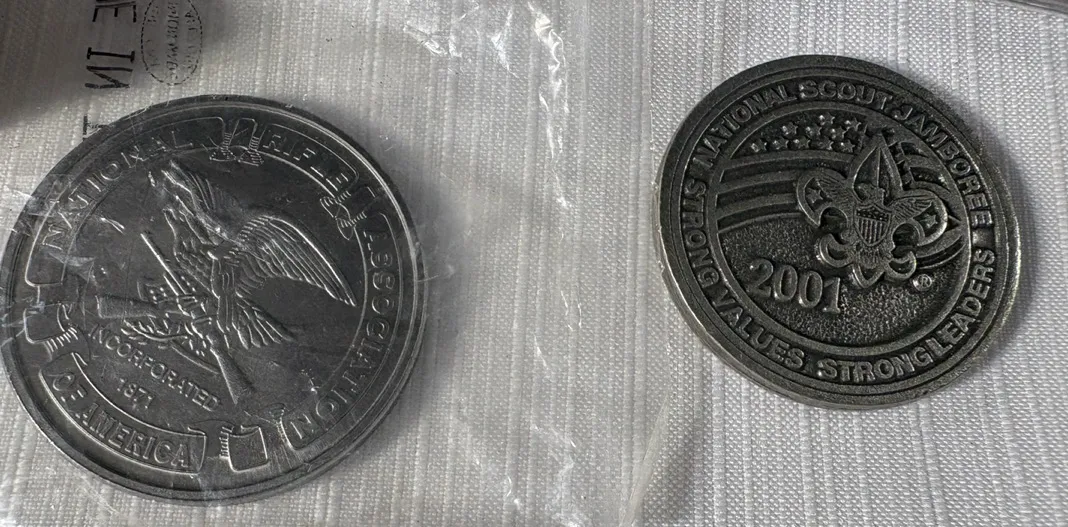 NATIONAL RIFLE ASSOCIATION
INCORPORATED
1871
OF AMERICA
NATIONAL SCOUT JAMBOREE
2001
®
STRONG VALUES STRONG LEADERS